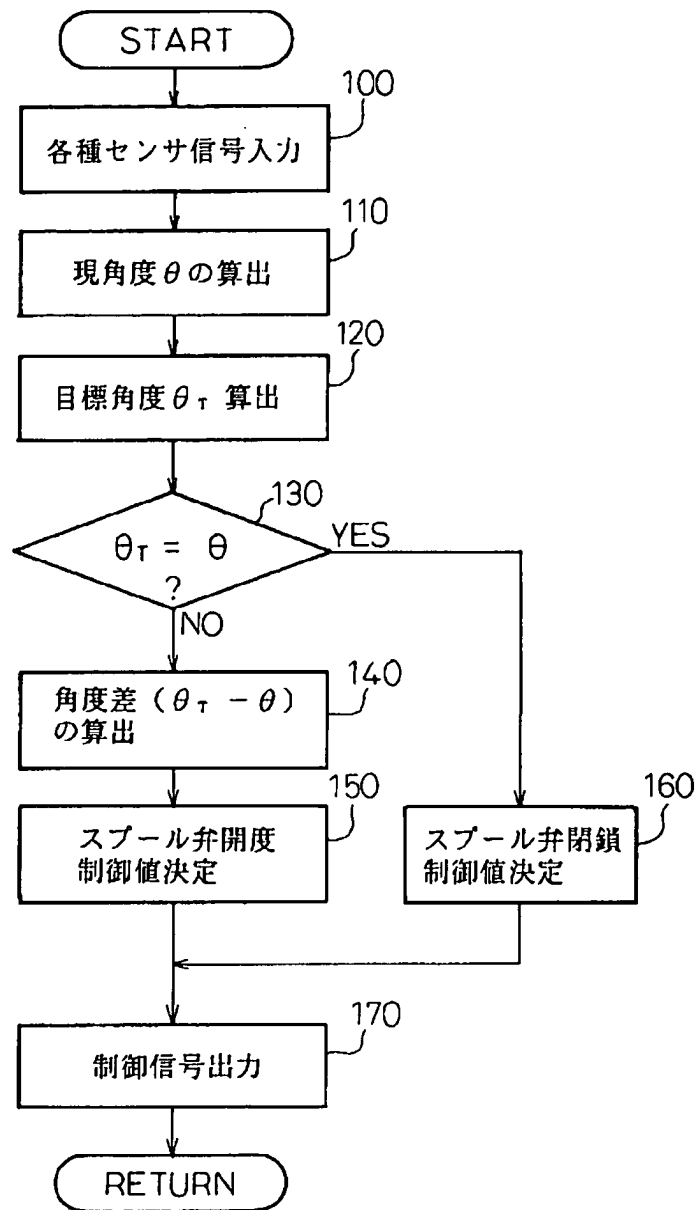 START
100
各種センサ信号入力
110
現角度θの算出
120
目標角度θT 算出
130
θT = θ
?
YES
NO
140
角度差(θT -θ)
の算出
150
スプール弁開度
制御値決定
160
スプール弁閉鎖
制御値決定
170
制御信号出力
RETURN